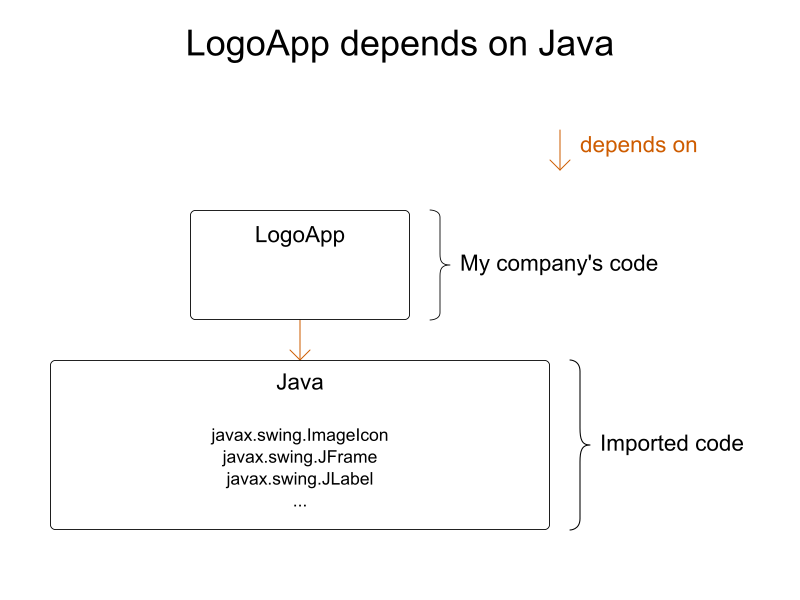 LogoApp depends on Java
depends on
LogoApp
My company's code
Java
javax.swing.ImageIcon
javax.swing.JFrame
javax.swing.JLabel
...
Imported code